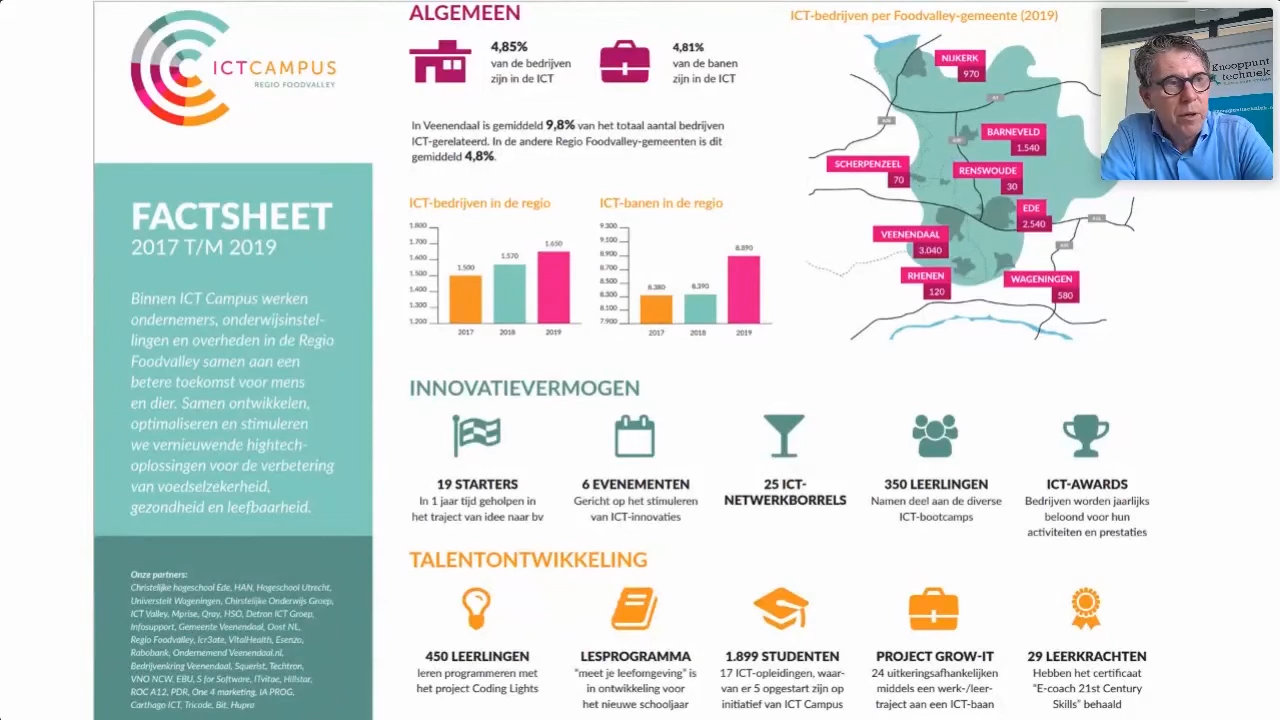 ICTCAMPUS
REGIO FOODVALLEY
FACTSHEET
2017 T/M 2019
Binnen ICT Campus werken
ondernemers, onderwijsinstel-
lingen en overheden in de Regio
Foodvalley samen aan een
betere toekomst voor mens
en dier. Samen ontwikkelen,
optimaliseren en stimuleren
we vernieuwende hightech-
oplossingen voor de verbetering
van voedselzekerheid,
gezondheid en leefbaarheid.
Onze partners:
Christelijke hogeschool Ede, HAN, Hogeschool Utrecht,
Universteit Wageningen, Chirstelijke Onderwijs Groep,
ICT Valley, Mprise, Qray, HSO, Detron ICT Groep,
Infosupport, Gemeente Veenendaal, Oost NL,
Regio Foodvalley, Icr3ate, VitalHealth, Esenzo,
Rabobank, Ondernemend Veenendaal.nl,
Bedrijvenkring Veenendaal, Squerist, Techtron,
VNO NCW, EBU, S for Software, ITvitae, Hillstar,
ROC A12, PDR, One 4 marketing, IA PROG,
Carthago ICT, Tricode, Bit, Hupra
ALGEMEEN
4,85%
van de bedrijven
zijn in de ICT
4,81%
van de banen
zijn in de ICT
In Veenendaal is gemiddeld 9,8% van het totaal aantal bedrijven
ICT-gerelateerd. In de andere Regio Foodvalley-gemeenten is dit
gemiddeld 4,8%.
ICT-bedrijven in de regio
1.800
1.700
1.600
1.500
1.400
1.300
1.200
1.500
1.570
1.650
2017
2018
2019
ICT-banen in de regio
9.300
9.100
8.900
8.700
8.500
8.300
8.100
7.900
8.380
8.390
8.890
2017
2018
2019
ICT-bedrijven per Foodvalley-gemeente (2019)
NIJKERK
970
BARNEVELD
1.540
SCHERPENZEEL
70
RENSWOUDE
30
EDE
2.540
VEENENDAAL
3.040
RHENEN
120
WAGENINGEN
580
Knooppunt
techniek
INNOVATIEVERMOGEN
19 STARTERS
In 1 jaar tijd geholpen in
het traject van idee naar bv
6 EVENEMENTEN
Gericht op het stimuleren
van ICT-innovaties
25 ICT-
NETWERKBORRELS
350 LEERLINGEN
Namen deel aan de diverse
ICT-bootcamps
ICT-AWARDS
Bedrijven worden jaarlijks
beloond voor hun
activiteiten en prestaties
TALENTONTWIKKELING
450 LEERLINGEN
leren programmeren met
het project Coding Lights
LESPROGRAMMA
"meet je leefomgeving" is
in ontwikkeling voor
het nieuwe schooljaar
1.899 STUDENTEN
17 ICT-opleidingen, waar-
van er 5 opgestart zijn op
initiatief van ICT Campus
PROJECT GROW-IT
24 uitkeringsafhankelijken
middels een werk-/leer-
traject aan een ICT-baan
29 LEERKRACHTEN
Hebben het certificaat
"E-coach 21st Century
Skills" behaald